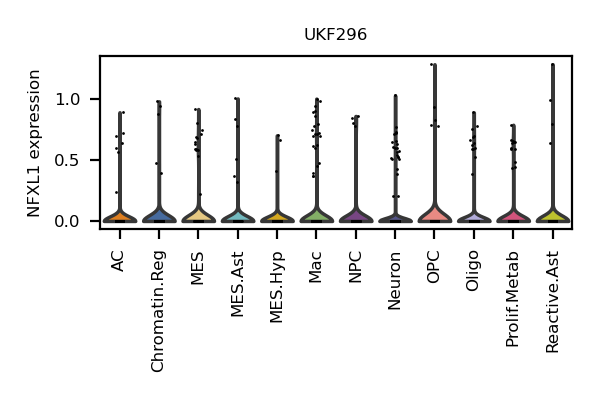 UKF296
NFXL1 expression
1.0
0.5
0.0
AC
Chromatin.Reg
MES
MES.Ast
MES.Hyp
Mac
NPC
Neuron
OPC
Oligo
Prolif.Metab
Reactive.Ast